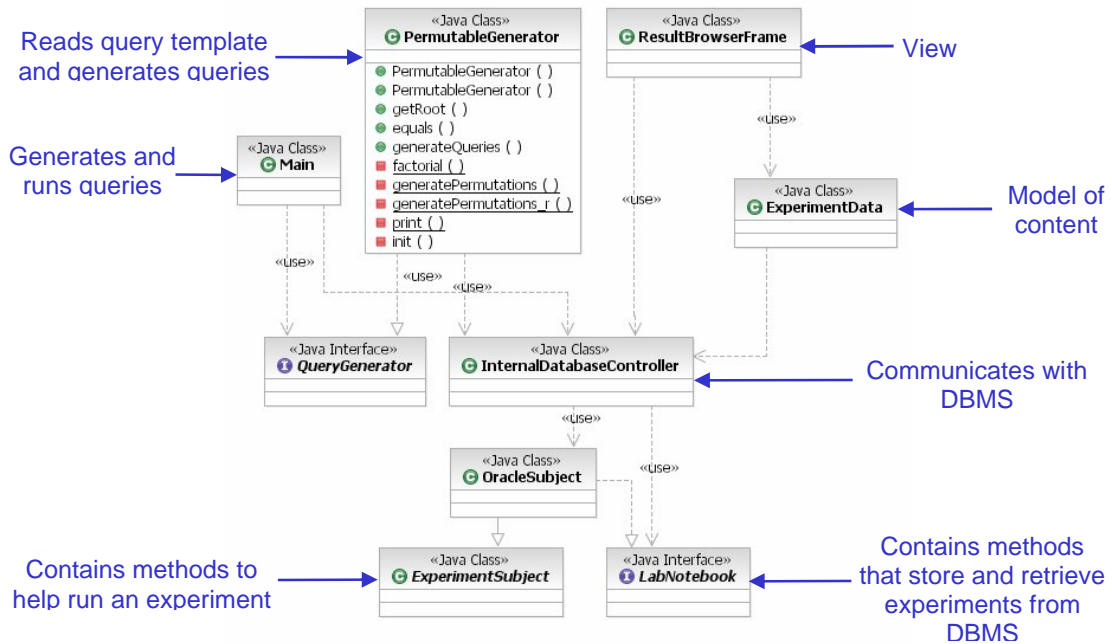 Reads query template
and generates queries
«Java Class»
C PermutableGenerator
PermutableGenerator ( )
PermutableGenerator ( )
getRoot ( )
equals ( )
generateQueries ( )
factorial ( )
generatePermutations ( )
generatePermutations_r ( )
print ( )
init ( )
«Java Class»
C ResultBrowserFrame
View
Generates and
runs queries
«Java Class»
C Main
«use»
«use»
«Java Class»
C ExperimentData
Model of
content
«use»
«use»
«use»
«Java Interface»
I QueryGenerator
«Java Class»
C InternalDatabaseController
Communicates with
DBMS
«use»
«use»
«Java Class»
C OracleSubject
Contains methods to
help run an experiment
«Java Class»
C ExperimentSubject
«Java Interface»
I LabNotebook
Contains methods
that store and retrieve
experiments from
DBMS